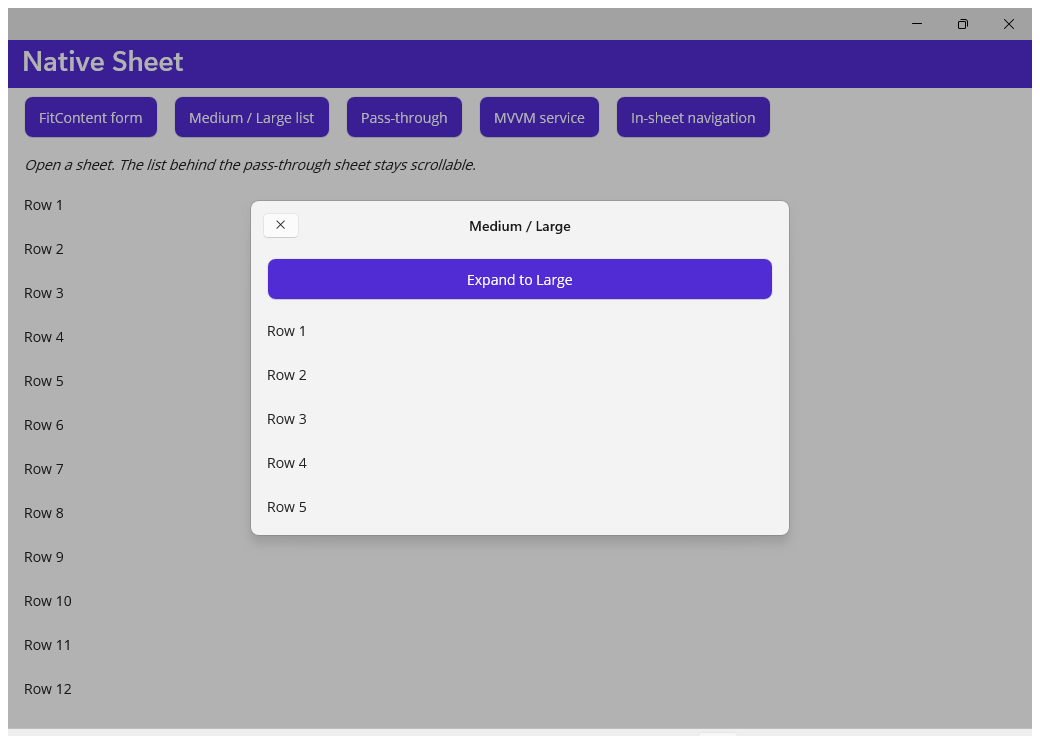 Native Sheet
FitContent form
Medium / Large list
Pass-through
MVVM service
In-sheet navigation
Open a sheet. The list behind the pass-through sheet stays scrollable.
Row 1
Row 2
Row 3
Row 4
Row 5
Row 6
Row 7
Row 8
Row 9
Row 10
Row 11
Row 12
Medium / Large
Expand to Large
Row 1
Row 2
Row 3
Row 4
Row 5